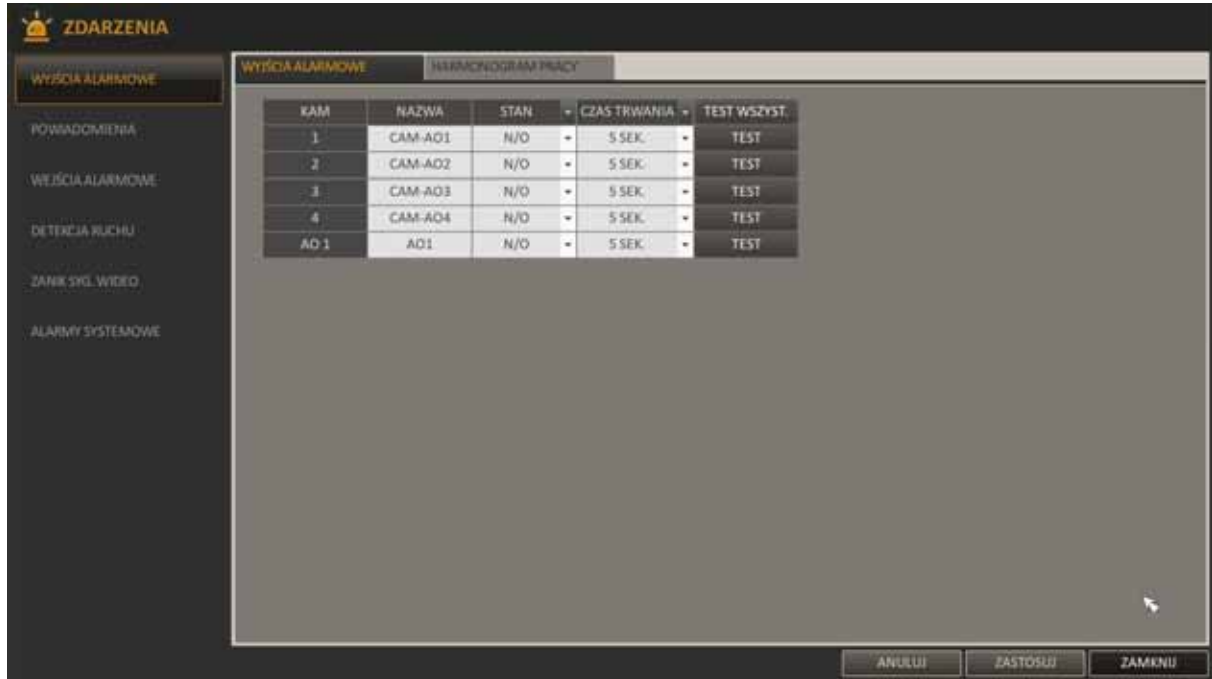 ZDARZENIA
WYJŚCIA ALARMOWE
POWIADOMIENIA
WEJŚCIA ALARMOWE
DETEKCJA RUCHU
ZANIK SYG. WIDEO
ALARMY SYSTEMOWE
WYJŚCIA ALARMOWE HARMONOGRAM PRACY
KAM NAZWA STAN CZAS TRWANIA TEST WSZYST.
1 CAM-AO1 N/O 5 SEK. TEST
2 CAM-AO2 N/O 5 SEK. TEST
3 CAM-AO3 N/O 5 SEK. TEST
4 CAM-AO4 N/O 5 SEK. TEST
AO 1 AO1 N/O 5 SEK. TEST
ANULUJ ZASTOSUJ ZAMKNIJ